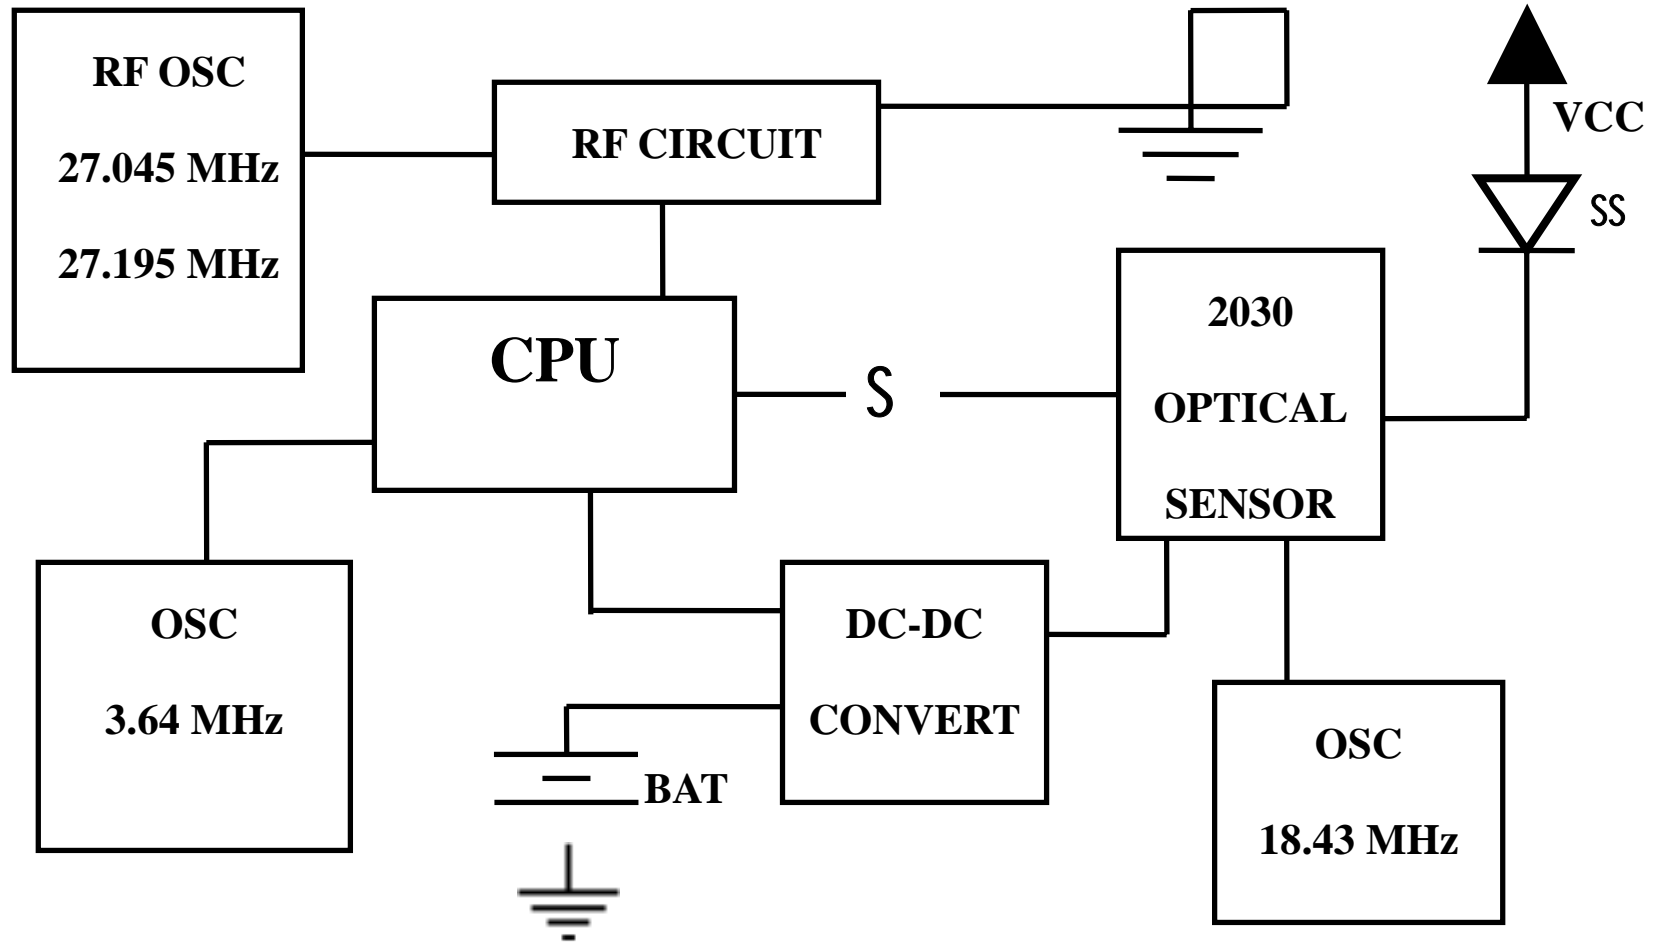 RF OSC
27.045 MHz
27.195 MHz
RF CIRCUIT
VCC
SS
CPU
S
2030
OPTICAL
SENSOR
OSC
3.64 MHz
DC-DC
CONVERT
BAT
OSC
18.43 MHz